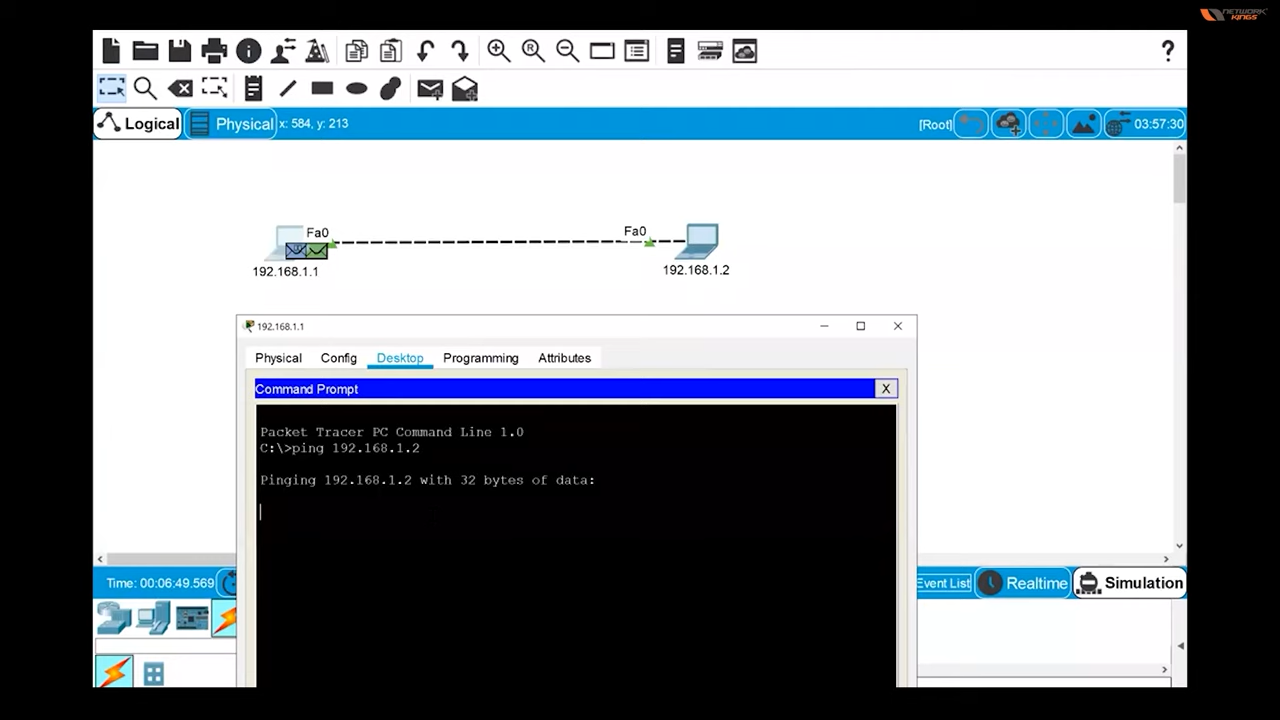 NETWORK
KINGS
?
Logical
Physical
x: 584, y: 213
[Root]
03:57:30
Fa0
Fa0
192.168.1.1
192.168.1.2
192.168.1.1
Physical
Config
Desktop
Programming
Attributes
Command Prompt
X
Packet Tracer PC Command Line 1.0
C:\>ping 192.168.1.2
Pinging 192.168.1.2 with 32 bytes of data:
Time: 00:06:49.569
Event List
Realtime
Simulation